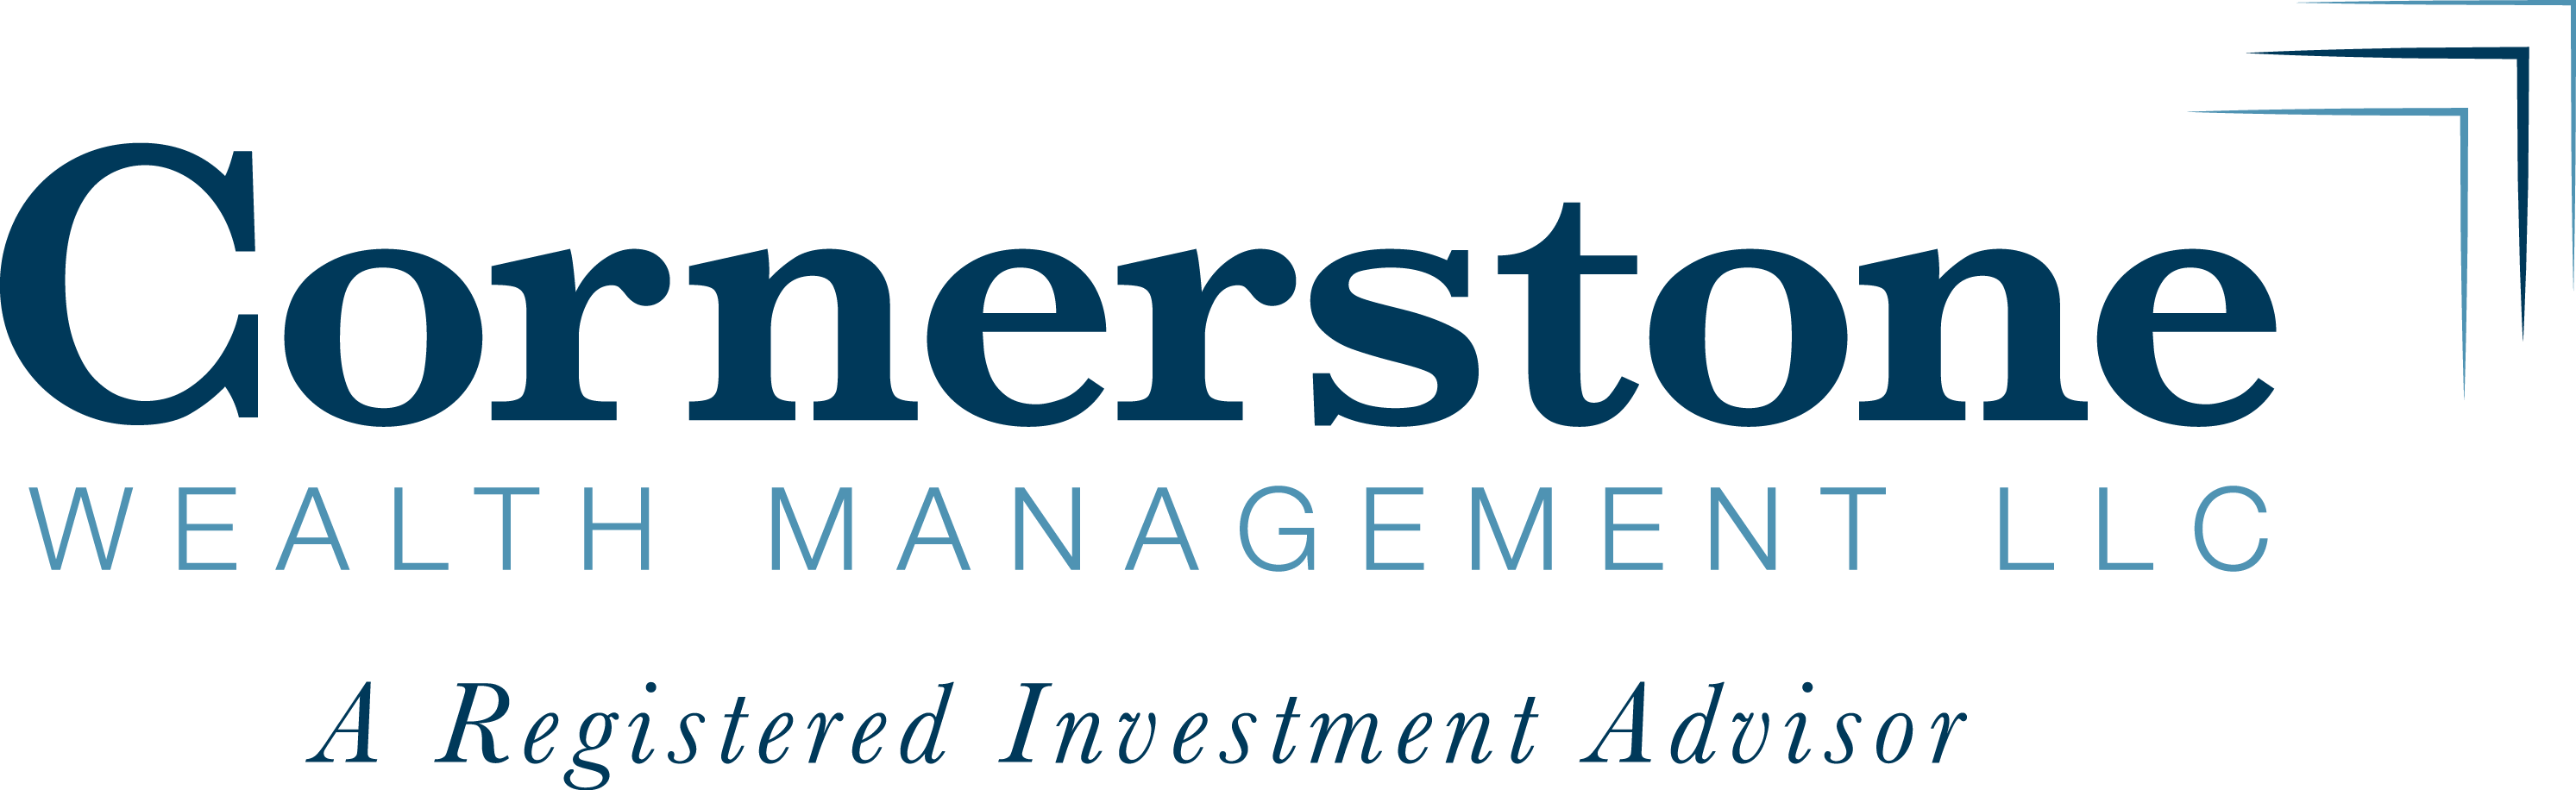 Cornerstone
WEALTH MANAGEMENT LLC
A Registered Investment Advisor